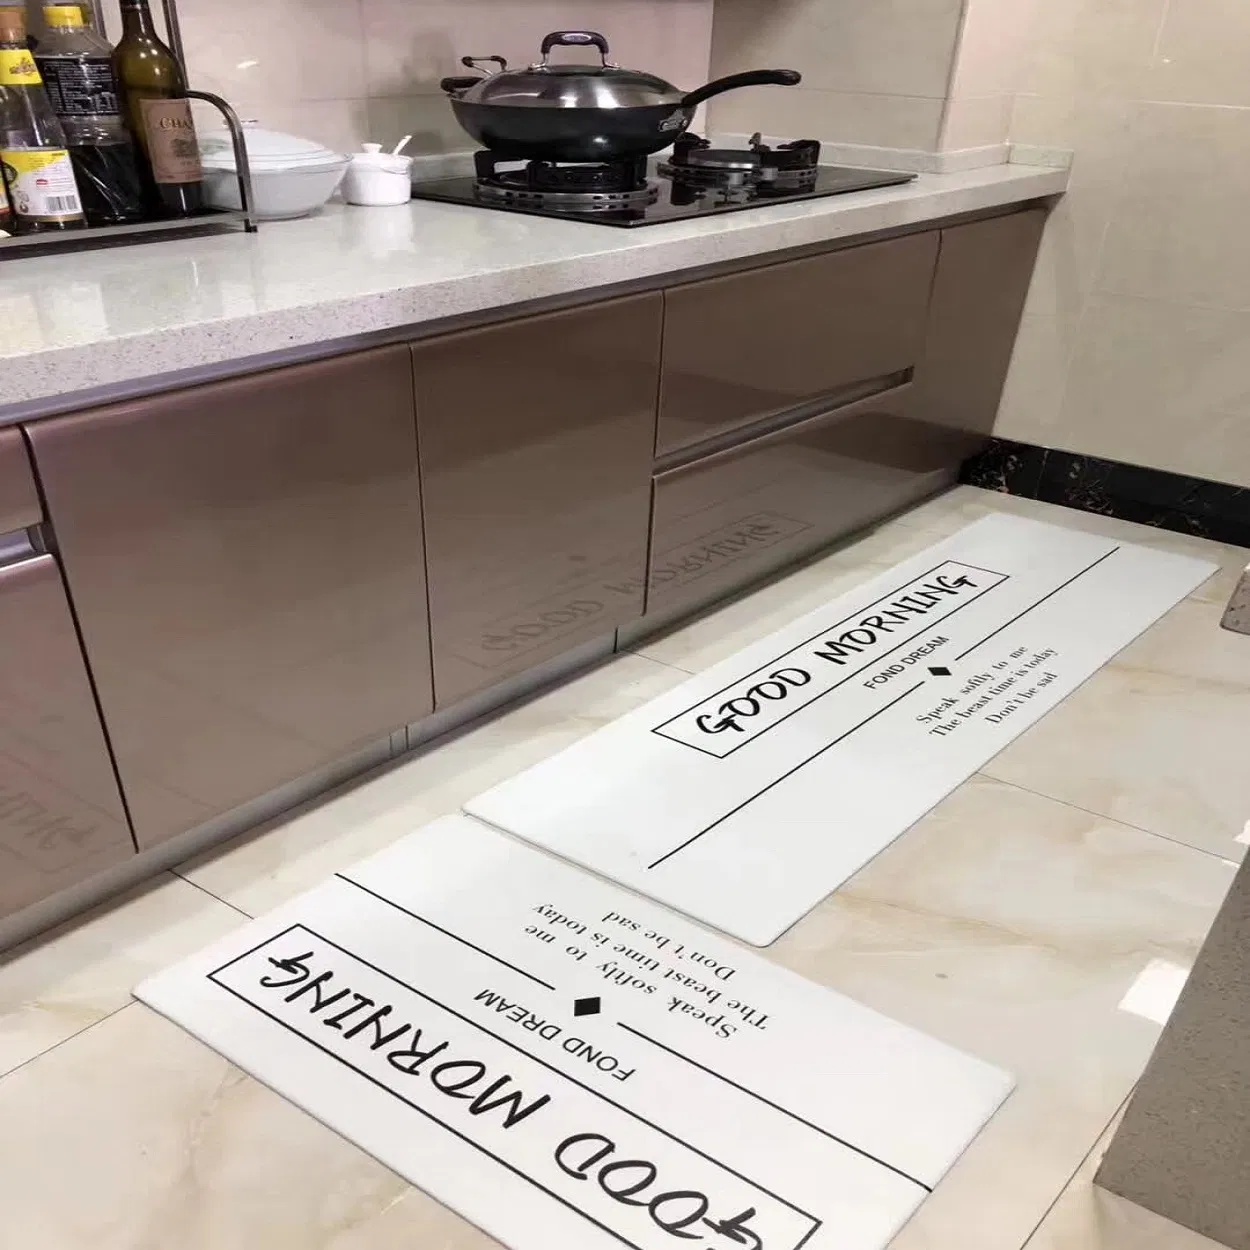 CHAN
GOOD MORNING
FOND DREAM
Speak softly to me
The beast time is today
Don't be sad
GOOD MORNING
FOND DREAM
Speak softly to me
The beast time is today
Don't be sad